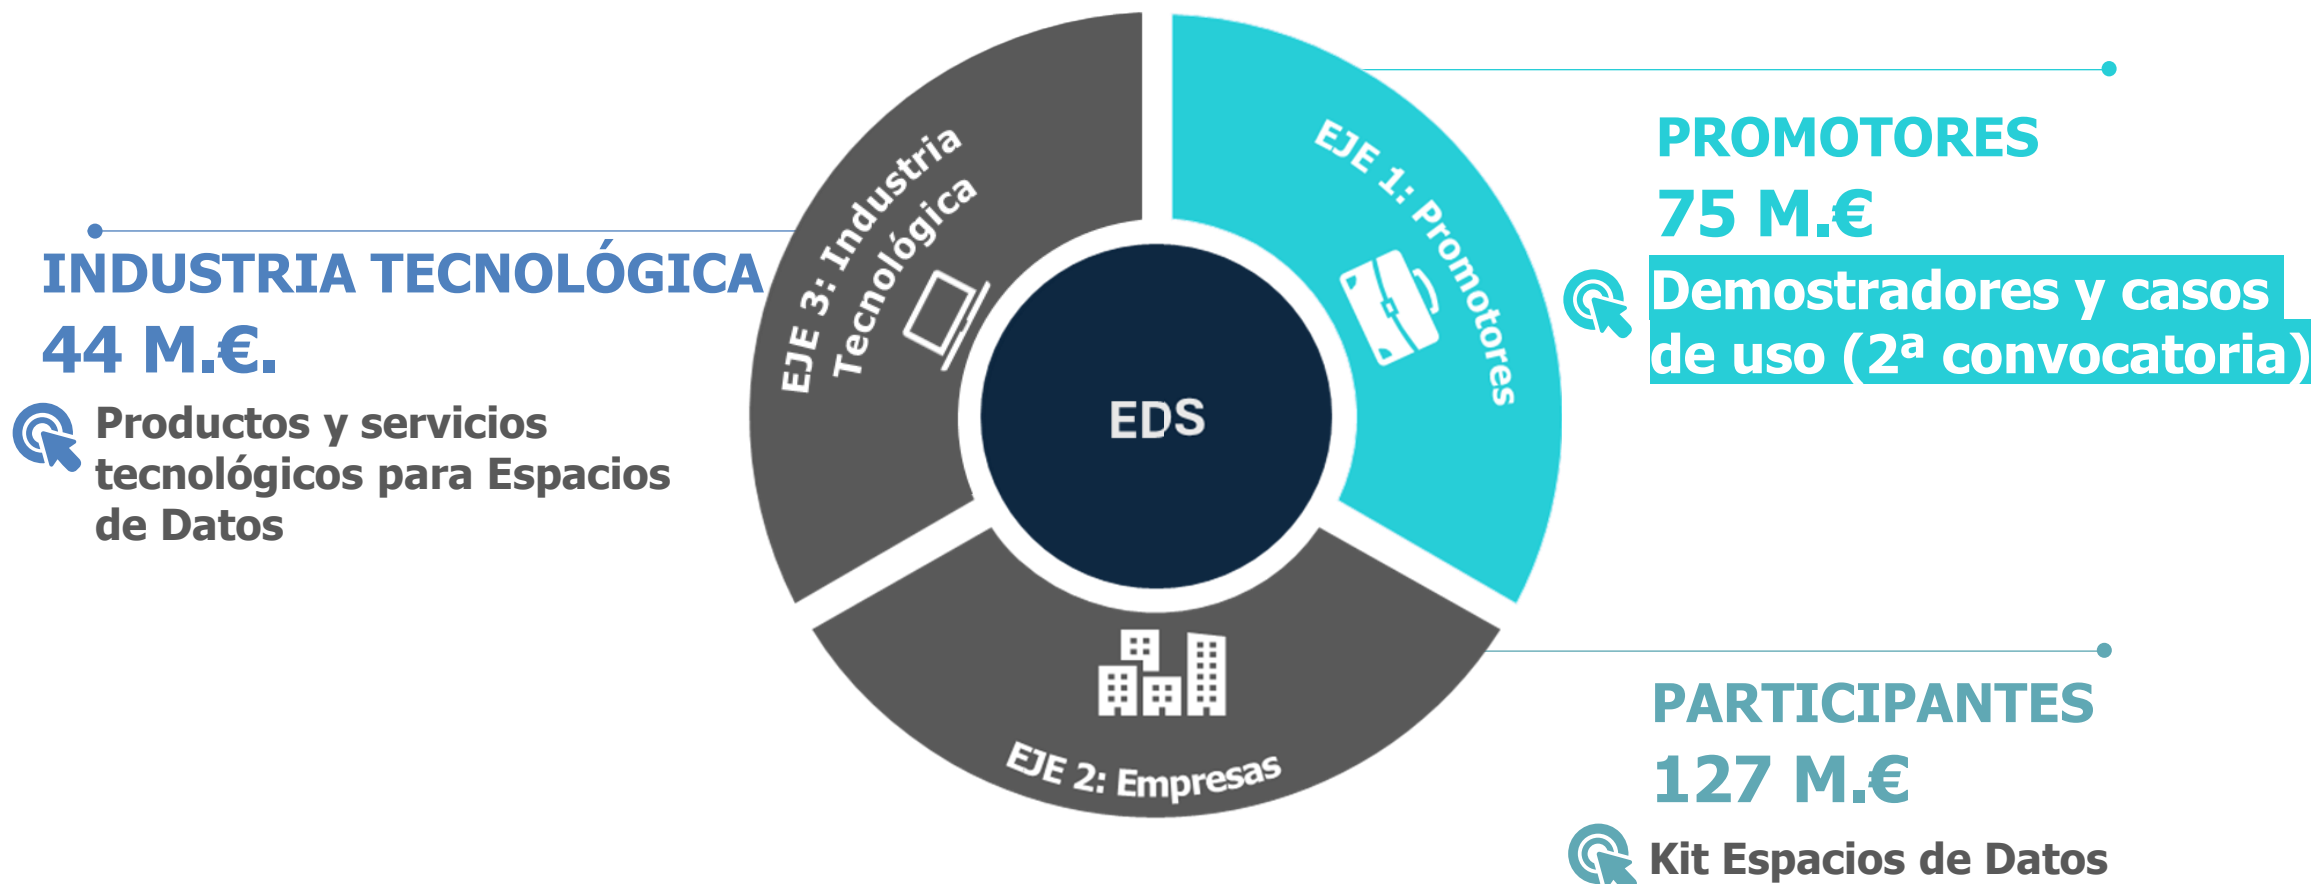 INDUSTRIA TECNOLÓGICA
44 M.€.
Productos y servicios
tecnológicos para Espacios
de Datos
EJE 3: Industria
Tecnológica
EJE 1: Promotores
EDS
EJE 2: Empresas
PROMOTORES
75 M.€
Demostradores y casos
de uso (2ª convocatoria)
PARTICIPANTES
127 M.€
Kit Espacios de Datos